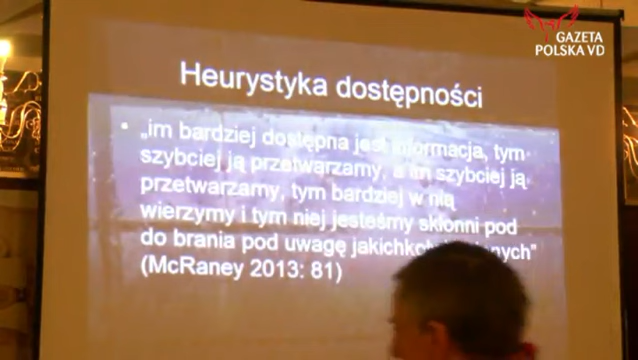 GAZETA
POLSKA VD
Heurystyka dostępności
• „im bardziej dostępna jest informacja, tym
szybciej ją przetwarzamy, a im szybciej ją
przetwarzamy, tym bardziej w nią
wierzymy i tym niej jesteśmy skłonni pod
do brania pod uwagę
(McRaney 2013: 81)